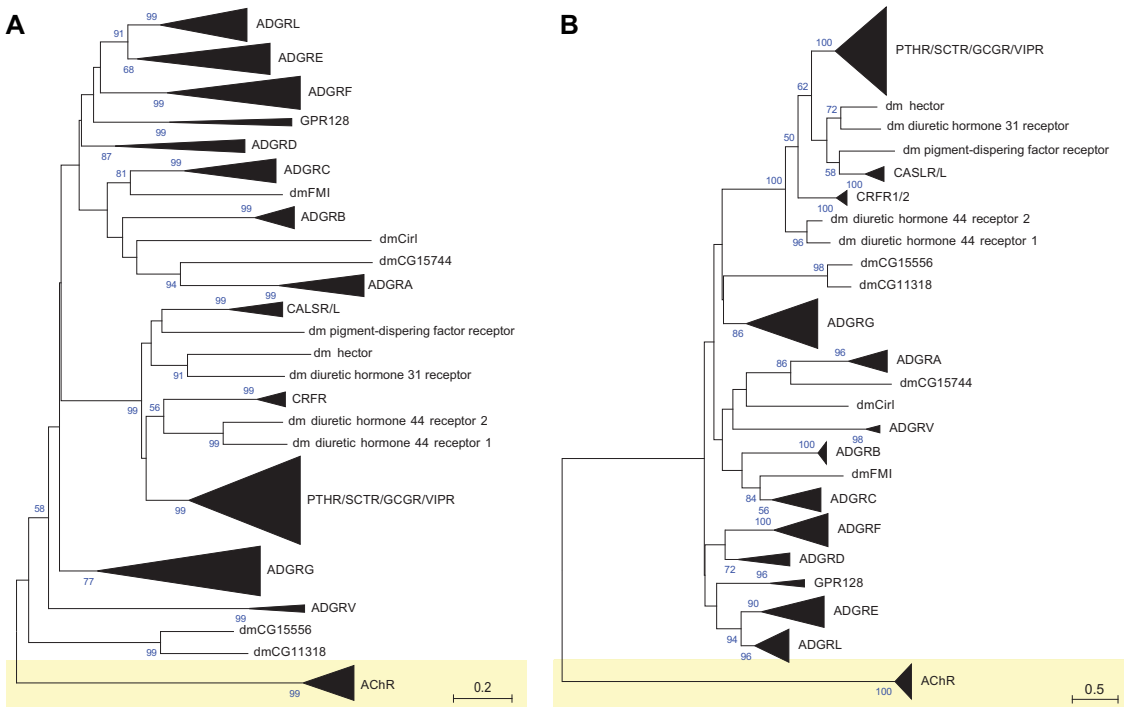 A
99
ADGRL
91
ADGRE
68
ADGRF
99
GPR128
99
ADGRD
87
99
ADGRC
81
dmFMI
99
ADGRB
dmCirl
dmCG15744
94
99
ADGRA
99
CALSR/L
dm pigment-dispering factor receptor
dm hector
91
dm diuretic hormone 31 receptor
99
99
CRFR
56
dm diuretic hormone 44 receptor 2
99
dm diuretic hormone 44 receptor 1
PTHR/SCTR/GCGR/VIPR
99
58
ADGRG
77
ADGRV
99
dmCG15556
99
dmCG11318
AChR
99
0.2
B
100
PTHR/SCTR/GCGR/VIPR
62
72
dm hector
dm diuretic hormone 31 receptor
50
dm pigment-dispering factor receptor
58
CASLR/L
100
100
CRFR1/2
100
dm diuretic hormone 44 receptor 2
96
dm diuretic hormone 44 receptor 1
98
dmCG15556
dmCG11318
ADGRG
86
96
ADGRA
86
dmCG15744
dmCirl
ADGRV
98
100
ADGRB
dmFMI
84
ADGRC
56
100
ADGRF
ADGRD
72
96
GPR128
90
ADGRE
94
ADGRL
96
AChR
100
0.5